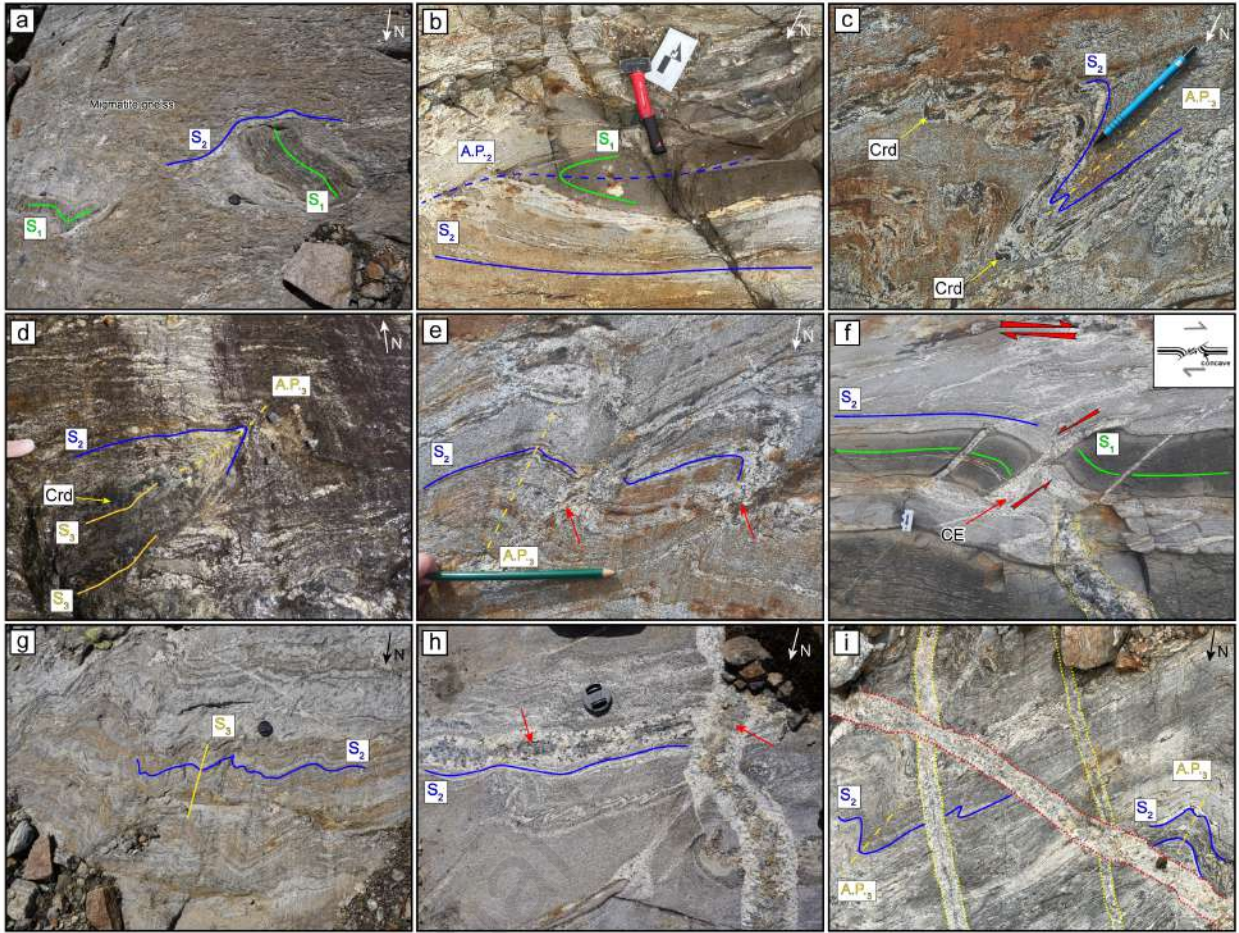 a
N
Migmatite gneiss
S2
S1
S1
b
N
S1
A.P.2
S2
c
N
S2
A.P.3
Crd
Crd
d
N
A.P.3
S2
Crd
S3
S3
e
N
S2
A.P.3
f
concave
S2
S1
CE
g
N
S3
S2
h
N
S2
i
N
A.P.3
S2
S2
A.P.3